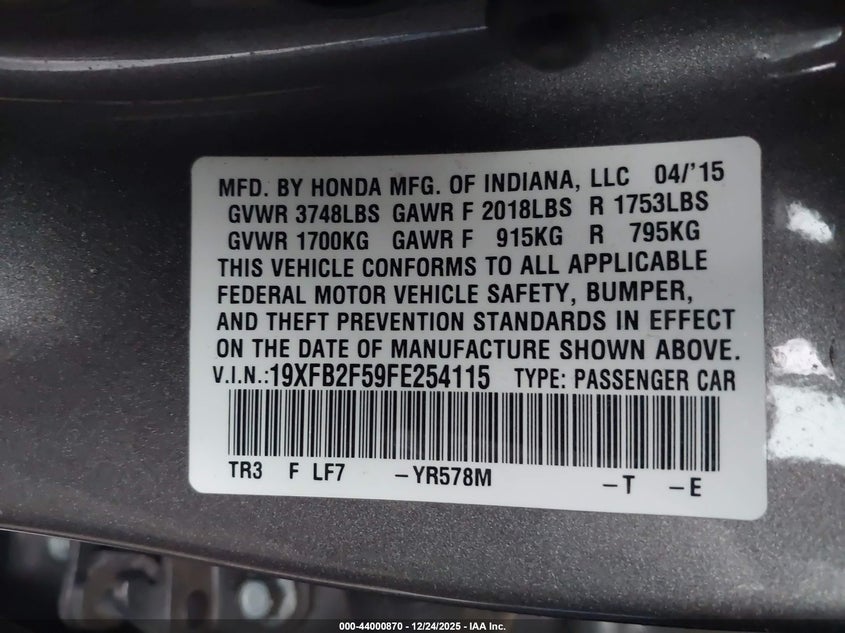 MFD. BY HONDA MFG. OF INDIANA, LLC 04/'15
GVWR 3748LBS GAWR F 2018LBS R 1753LBS
GVWR 1700KG GAWR F 915KG R 795KG
THIS VEHICLE CONFORMS TO ALL APPLICABLE
FEDERAL MOTOR VEHICLE SAFETY, BUMPER,
AND THEFT PREVENTION STANDARDS IN EFFECT
ON THE DATE OF MANUFACTURE SHOWN ABOVE.
V.I.N.:19XFB2F59FE254115 TYPE: PASSENGER CAR
TR3 F LF7 -YR578M -T -E
000-44000870 - 12/24/2025 - IAA Inc.